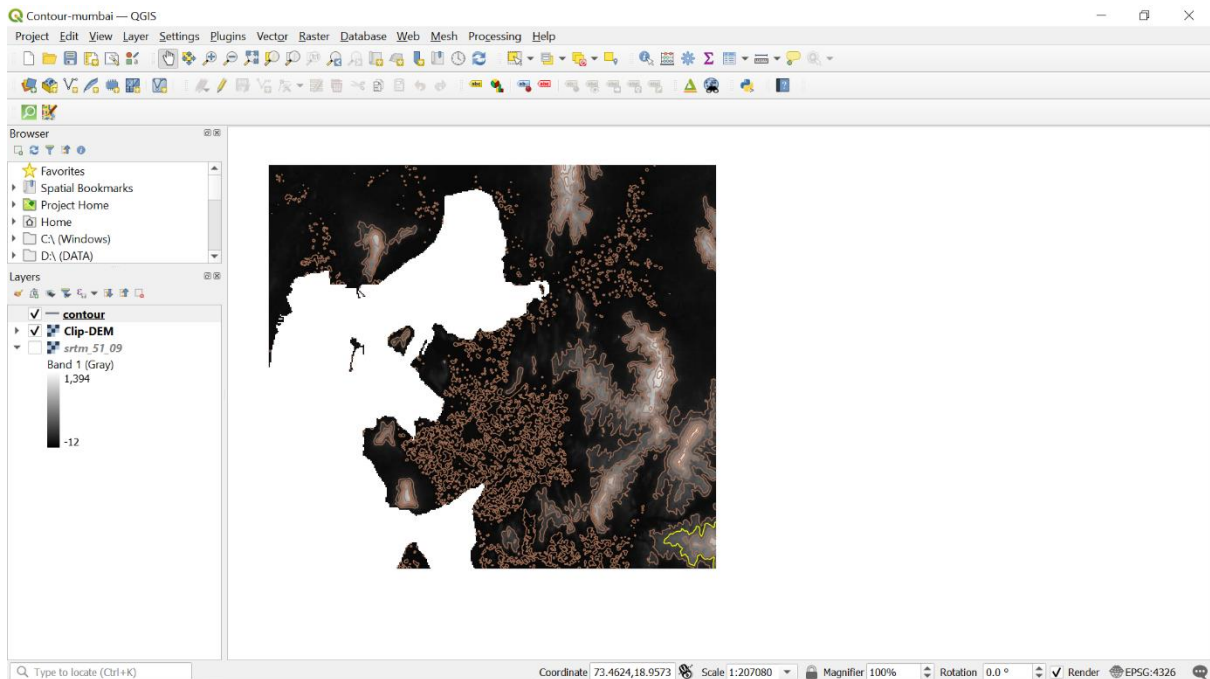 Contour-mumbai — QGIS
Project Edit View Layer Settings Plugins Vector Raster Database Web Mesh Processing Help
Browser
Favorites
Spatial Bookmarks
Project Home
Home
C:\ (Windows)
D:\ (DATA)
Layers
contour
Clip-DEM
srtm_51_09
Band 1 (Gray)
1,394
-12
Type to locate (Ctrl+K)
Coordinate 73.4624,18.9573 Scale 1:207080 Magnifier 100% Rotation 0.0 ° Render EPSG:4326